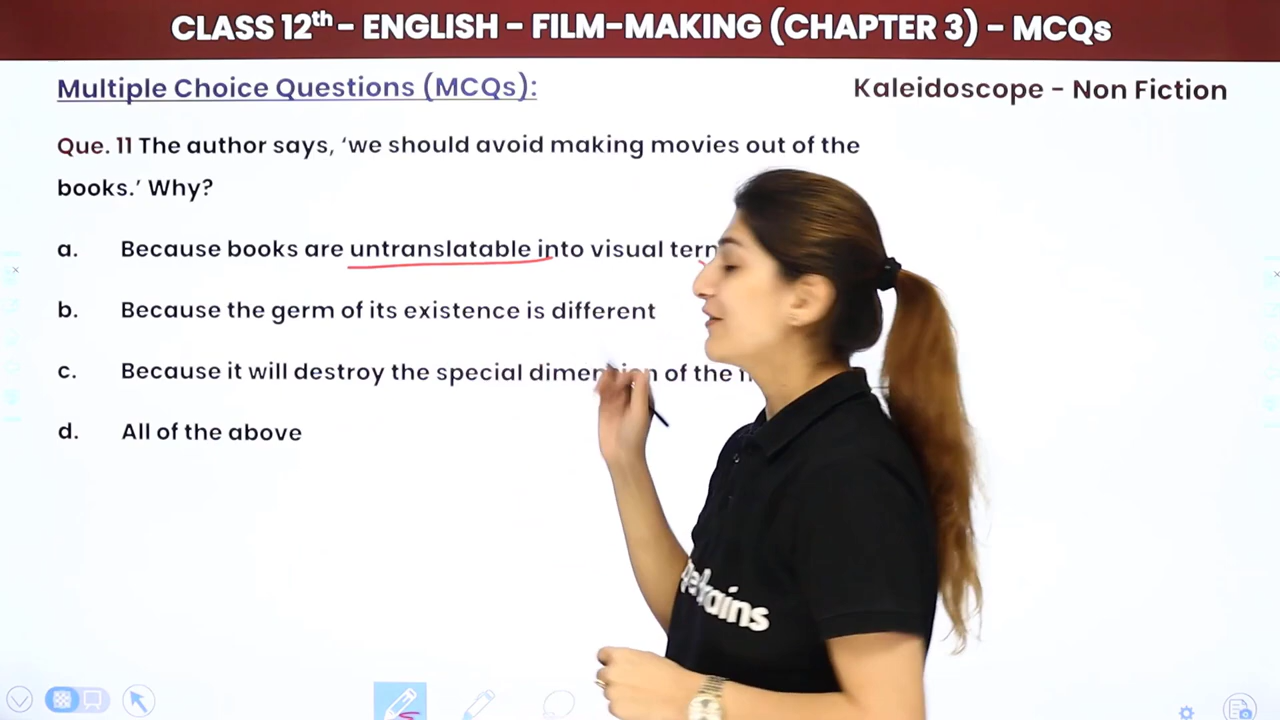 CLASS 12th - ENGLISH - FILM-MAKING (CHAPTER 3) - MCQs
Multiple Choice Questions (MCQs):
Kaleidoscope - Non Fiction
Que. 11 The author says, ‘we should avoid making movies out of the
books.’ Why?
a. Because books are untranslatable into visual
b. Because the germ of its existence is different
c. Because it will destroy the special dimension of the
d. All of the above